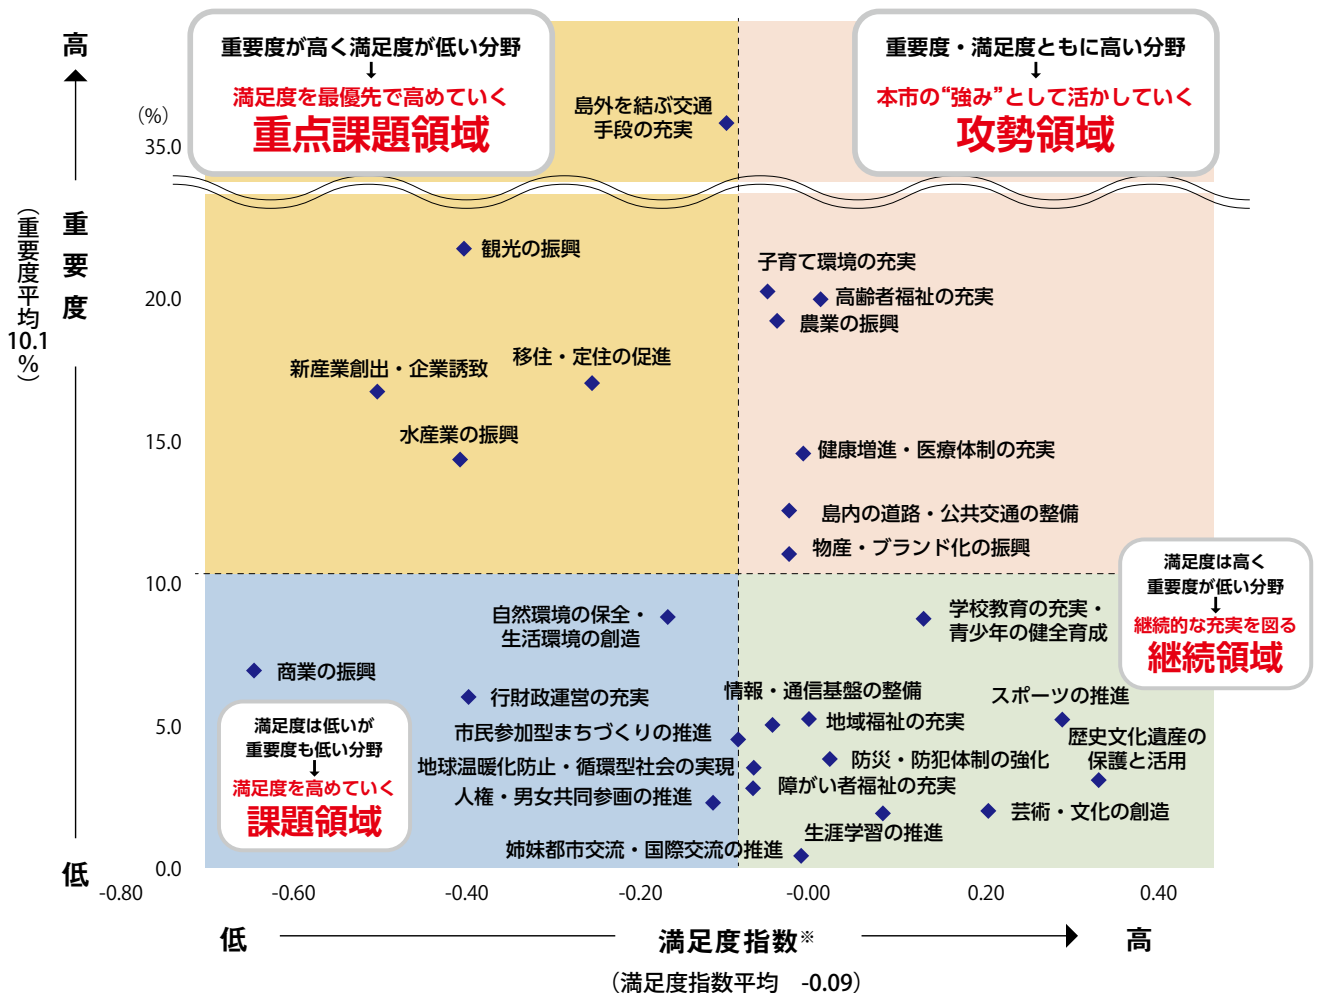 高
(%)
35.0
重要度
(重要度平均10.1%)
20.0
15.0
10.0
5.0
0.0
低
重要度が高く満足度が低い分野
↓
満足度を最優先で高めていく
重点課題領域
重要度・満足度ともに高い分野
↓
本市の“強み”として活かしていく
攻勢領域
島外を結ぶ交通
手段の充実
観光の振興
子育て環境の充実
高齢者福祉の充実
農業の振興
移住・定住の促進
新産業創出・企業誘致
水産業の振興
健康増進・医療体制の充実
島内の道路・公共交通の整備
物産・ブランド化の振興
満足度は高く
重要度が低い分野
↓
継続的な充実を図る
継続領域
自然環境の保全・
生活環境の創造
学校教育の充実・
青少年の健全育成
商業の振興
行財政運営の充実
情報・通信基盤の整備
スポーツの推進
満足度は低いが
重要度も低い分野
↓
満足度を高めていく
課題領域
市民参加型まちづくりの推進
地域福祉の充実
歴史文化遺産の
保護と活用
地球温暖化防止・循環型社会の実現
防災・防犯体制の強化
障がい者福祉の充実
人権・男女共同参画の推進
芸術・文化の創造
生涯学習の推進
姉妹都市交流・国際交流の推進
-0.80
-0.60
-0.40
-0.20
-0.00
0.20
0.40
低
満足度指数※
高
(満足度指数平均　-0.09)